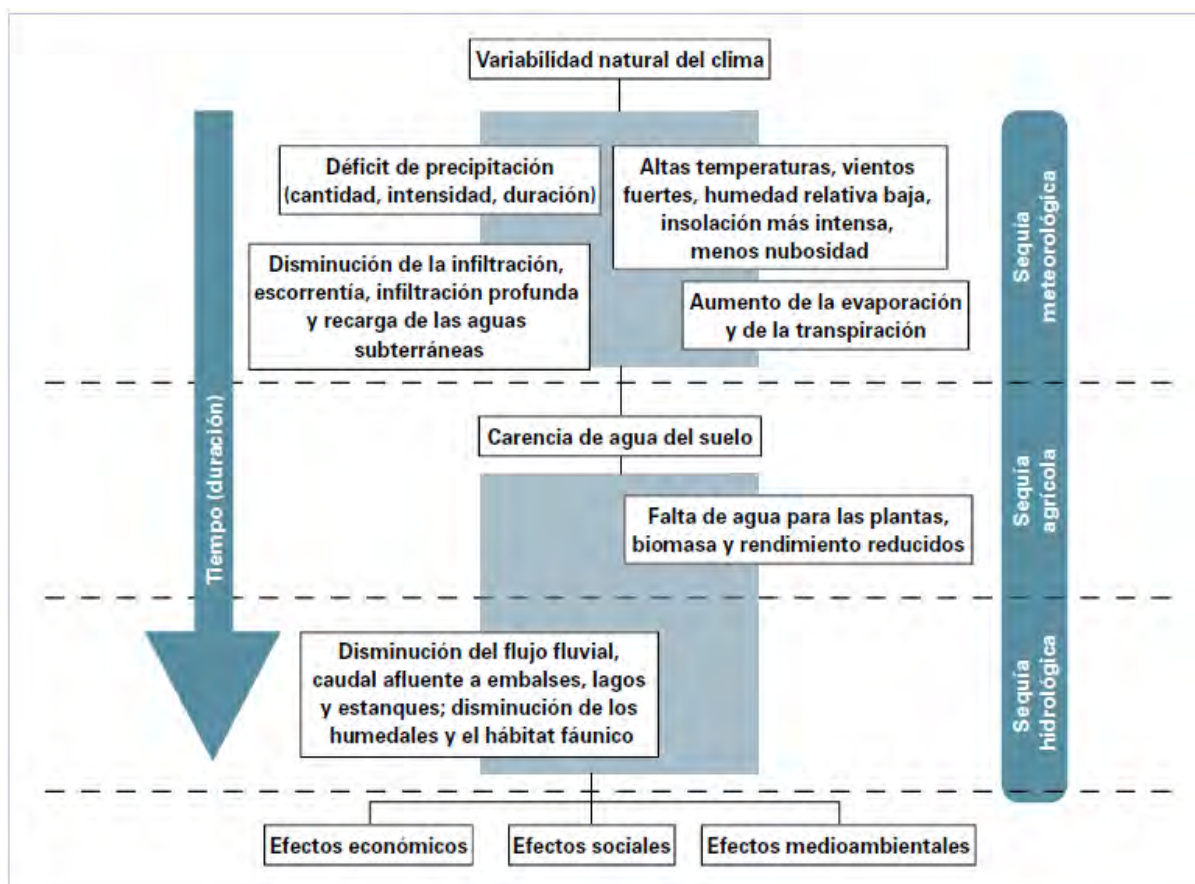 Variabilidad natural del clima
Déficit de precipitación
(cantidad, intensidad, duración)
Altas temperaturas, vientos
fuertes, humedad relativa baja,
insolación más intensa,
menos nubosidad
Disminución de la infiltración,
escorrentía, infiltración profunda
y recarga de las aguas
subterráneas
Aumento de la evaporación
y de la transpiración
Sequía
meteorológica
Tiempo (duración)
Carencia de agua del suelo
Falta de agua para las plantas,
biomasa y rendimiento reducidos
Sequía
agrícola
Disminución del flujo fluvial,
caudal afluente a embalses, lagos
y estanques; disminución de los
humedales y el hábitat fáunico
Sequía
hidrológica
Efectos económicos
Efectos sociales
Efectos medioambientales